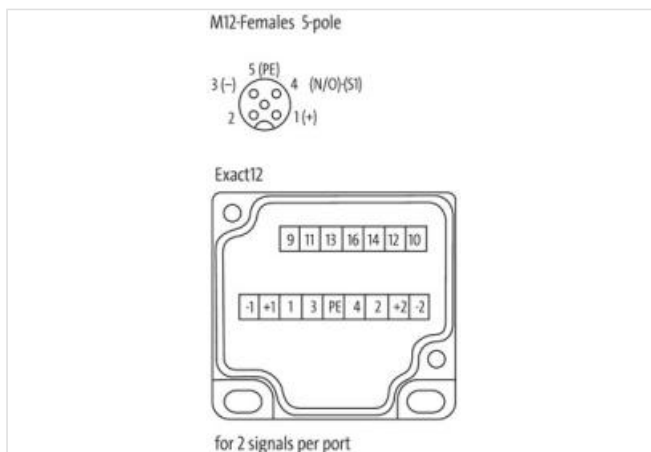 M12-Females 5-pole
5 (PE)
3 (–) 4 (N/O)-(S1)
2 1 (+)
Exact12
9 11 13 16 14 12 10
-1 +1 1 3 PE 4 2 +2 -2
for 2 signals per port